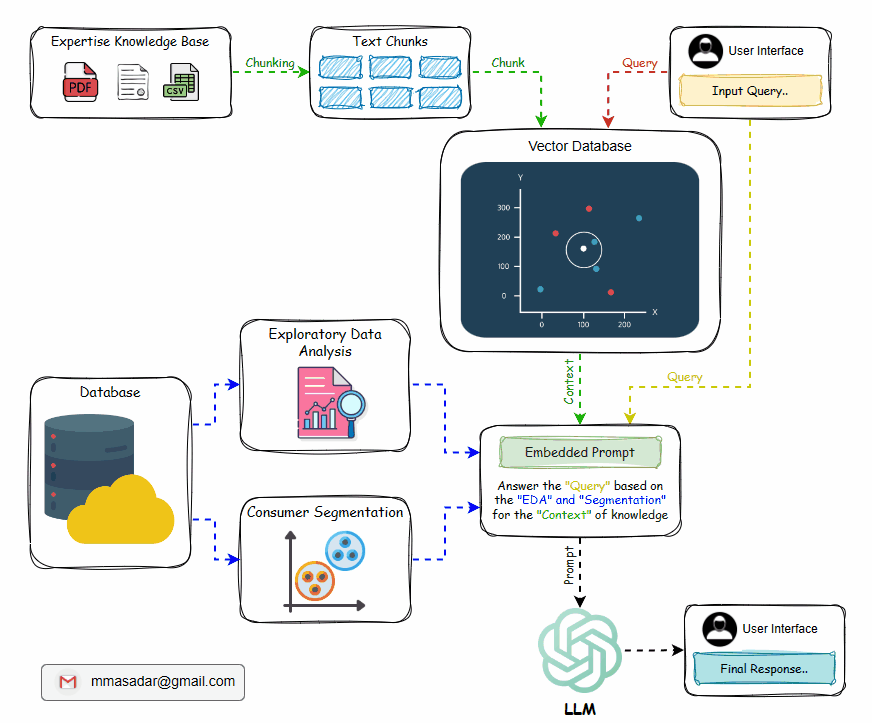 Expertise Knowledge Base
PDF
CSV
Chunking
Text Chunks
Chunk
Query
User Interface
Input Query..
Vector Database
Y
300
200
100
0
0
100
200
X
Context
Query
Exploratory Data
Analysis
Database
Consumer Segmentation
Embedded Prompt
Answer the "Query" based on
the "EDA" and "Segmentation"
for the "Context" of knowledge
Prompt
LLM
User Interface
Final Response..
mmasadar@gmail.com